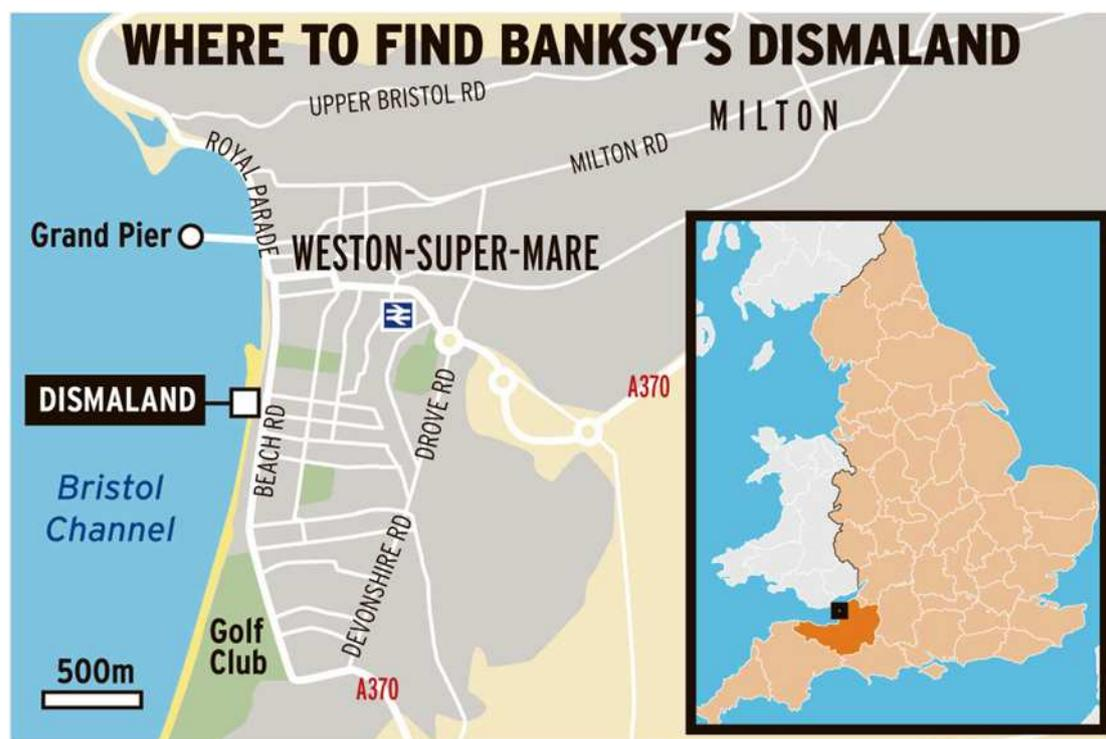 WHERE TO FIND BANKSY'S DISMALAND
UPPER BRISTOL RD
MILTON
MILTON RD
ROYAL PARADE
Grand Pier
WESTON-SUPER-MARE
A370
DISMALAND
DROVE RD
BEACH RD
Bristol
Channel
DEVONSHIRE RD
Golf
Club
500m
A370